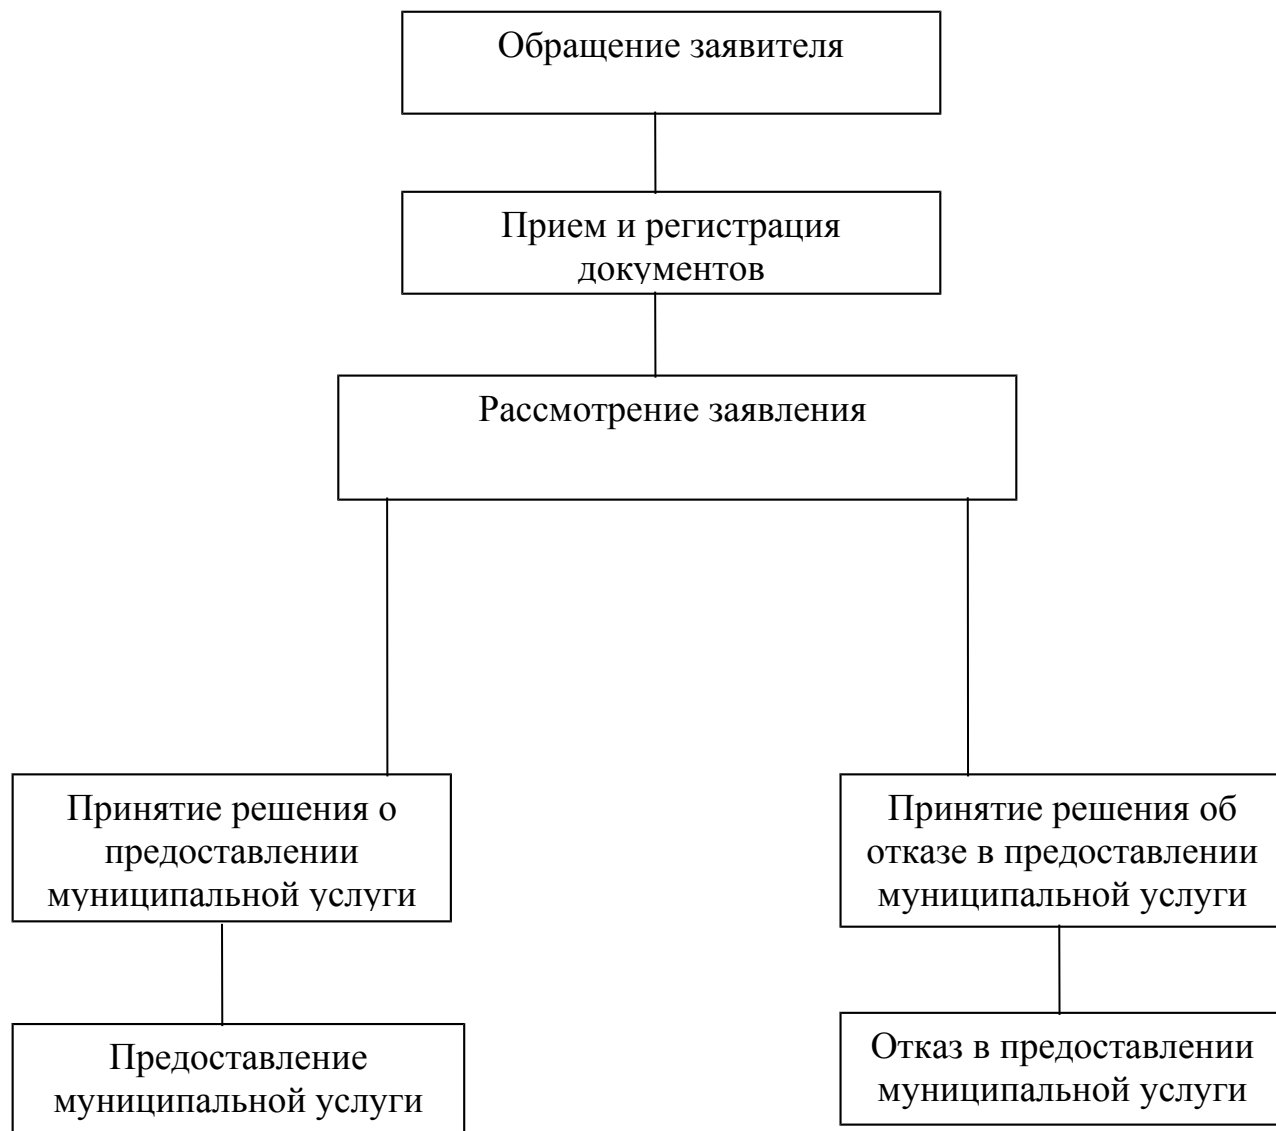 Обращение заявителя
Прием и регистрация
документов
Рассмотрение заявления
Принятие решения о
предоставлении
муниципальной услуги
Принятие решения об
отказе в предоставлении
муниципальной услуги
Предоставление
муниципальной услуги
Отказ в предоставлении
муниципальной услуги